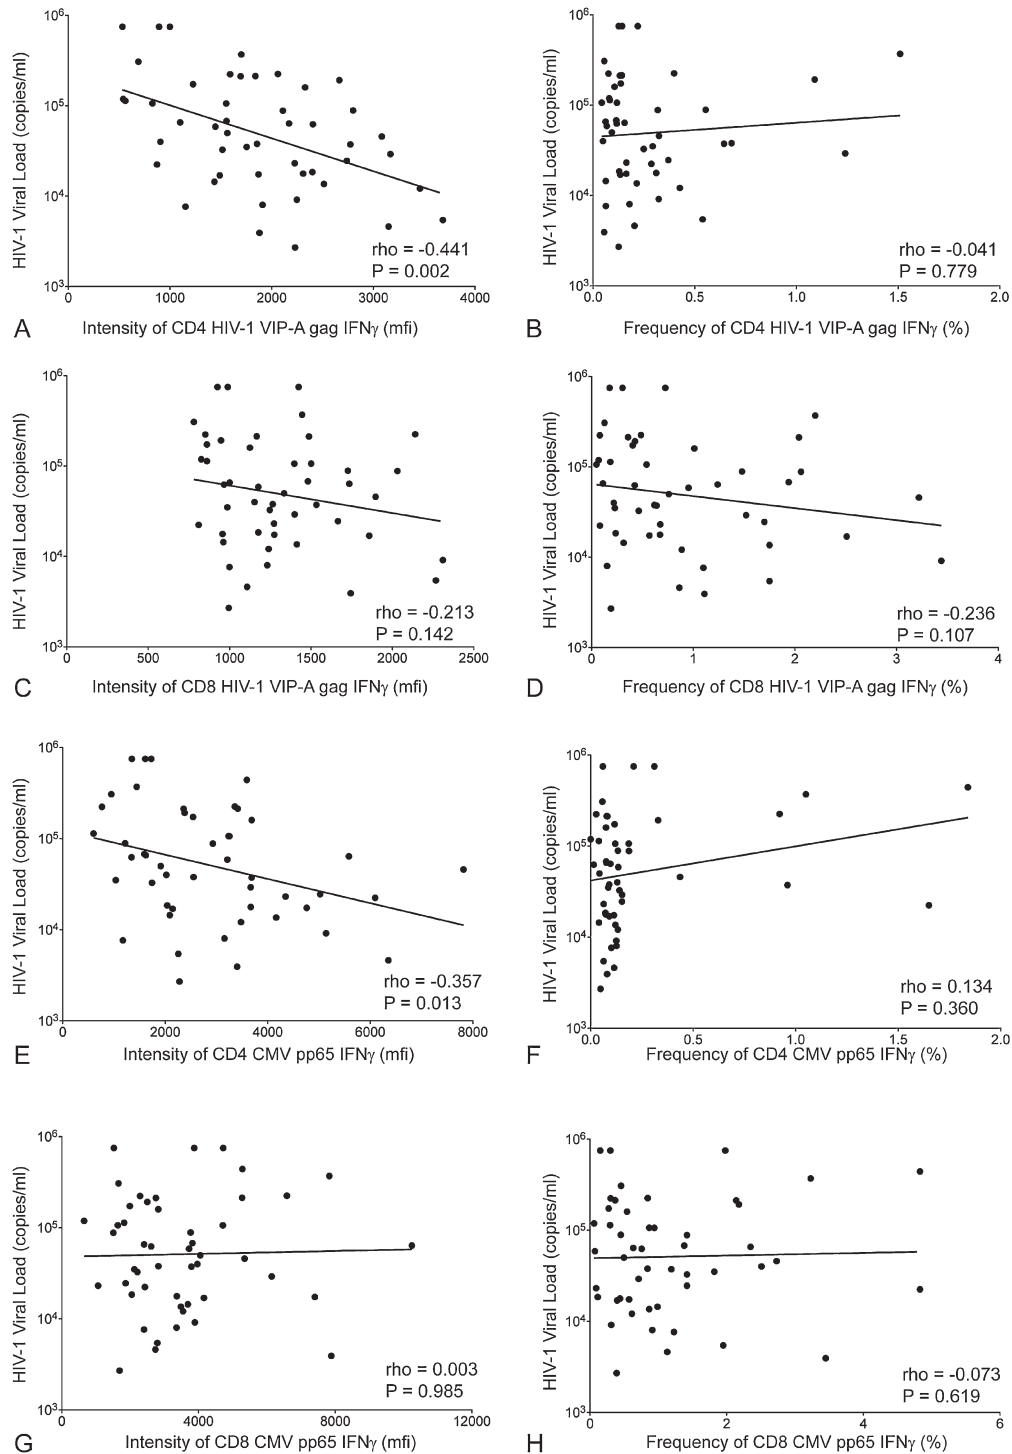 10⁶
10⁵
10⁴
10³
HIV-1 Viral Load (copies/ml)
rho = -0.441
P = 0.002
0 1000 2000 3000 4000
A Intensity of CD4 HIV-1 VIP-A gag IFNγ (mfi)
10⁶
10⁵
10⁴
10³
HIV-1 Viral Load (copies/ml)
rho = -0.041
P = 0.779
0.0 0.5 1.0 1.5 2.0
B Frequency of CD4 HIV-1 VIP-A gag IFNγ (%)
10⁶
10⁵
10⁴
10³
HIV-1 Viral Load (copies/ml)
rho = -0.213
P = 0.142
0 500 1000 1500 2000 2500
C Intensity of CD8 HIV-1 VIP-A gag IFNγ (mfi)
10⁶
10⁵
10⁴
10³
HIV-1 Viral Load (copies/ml)
rho = -0.236
P = 0.107
0 1 2 3 4
D Frequency of CD8 HIV-1 VIP-A gag IFNγ (%)
10⁶
10⁵
10⁴
10³
HIV-1 Viral Load (copies/ml)
rho = -0.357
P = 0.013
0 2000 4000 6000 8000
E Intensity of CD4 CMV pp65 IFNγ (mfi)
10⁶
10⁵
10⁴
10³
HIV-1 Viral Load (copies/ml)
rho = 0.134
P = 0.360
0.0 0.5 1.0 1.5 2.0
F Frequency of CD4 CMV pp65 IFNγ (%)
10⁶
10⁵
10⁴
10³
HIV-1 Viral Load (copies/ml)
rho = 0.003
P = 0.985
0 4000 8000 12000
G Intensity of CD8 CMV pp65 IFNγ (mfi)
10⁶
10⁵
10⁴
10³
HIV-1 Viral Load (copies/ml)
rho = -0.073
P = 0.619
0 2 4 6
H Frequency of CD8 CMV pp65 IFNγ (%)